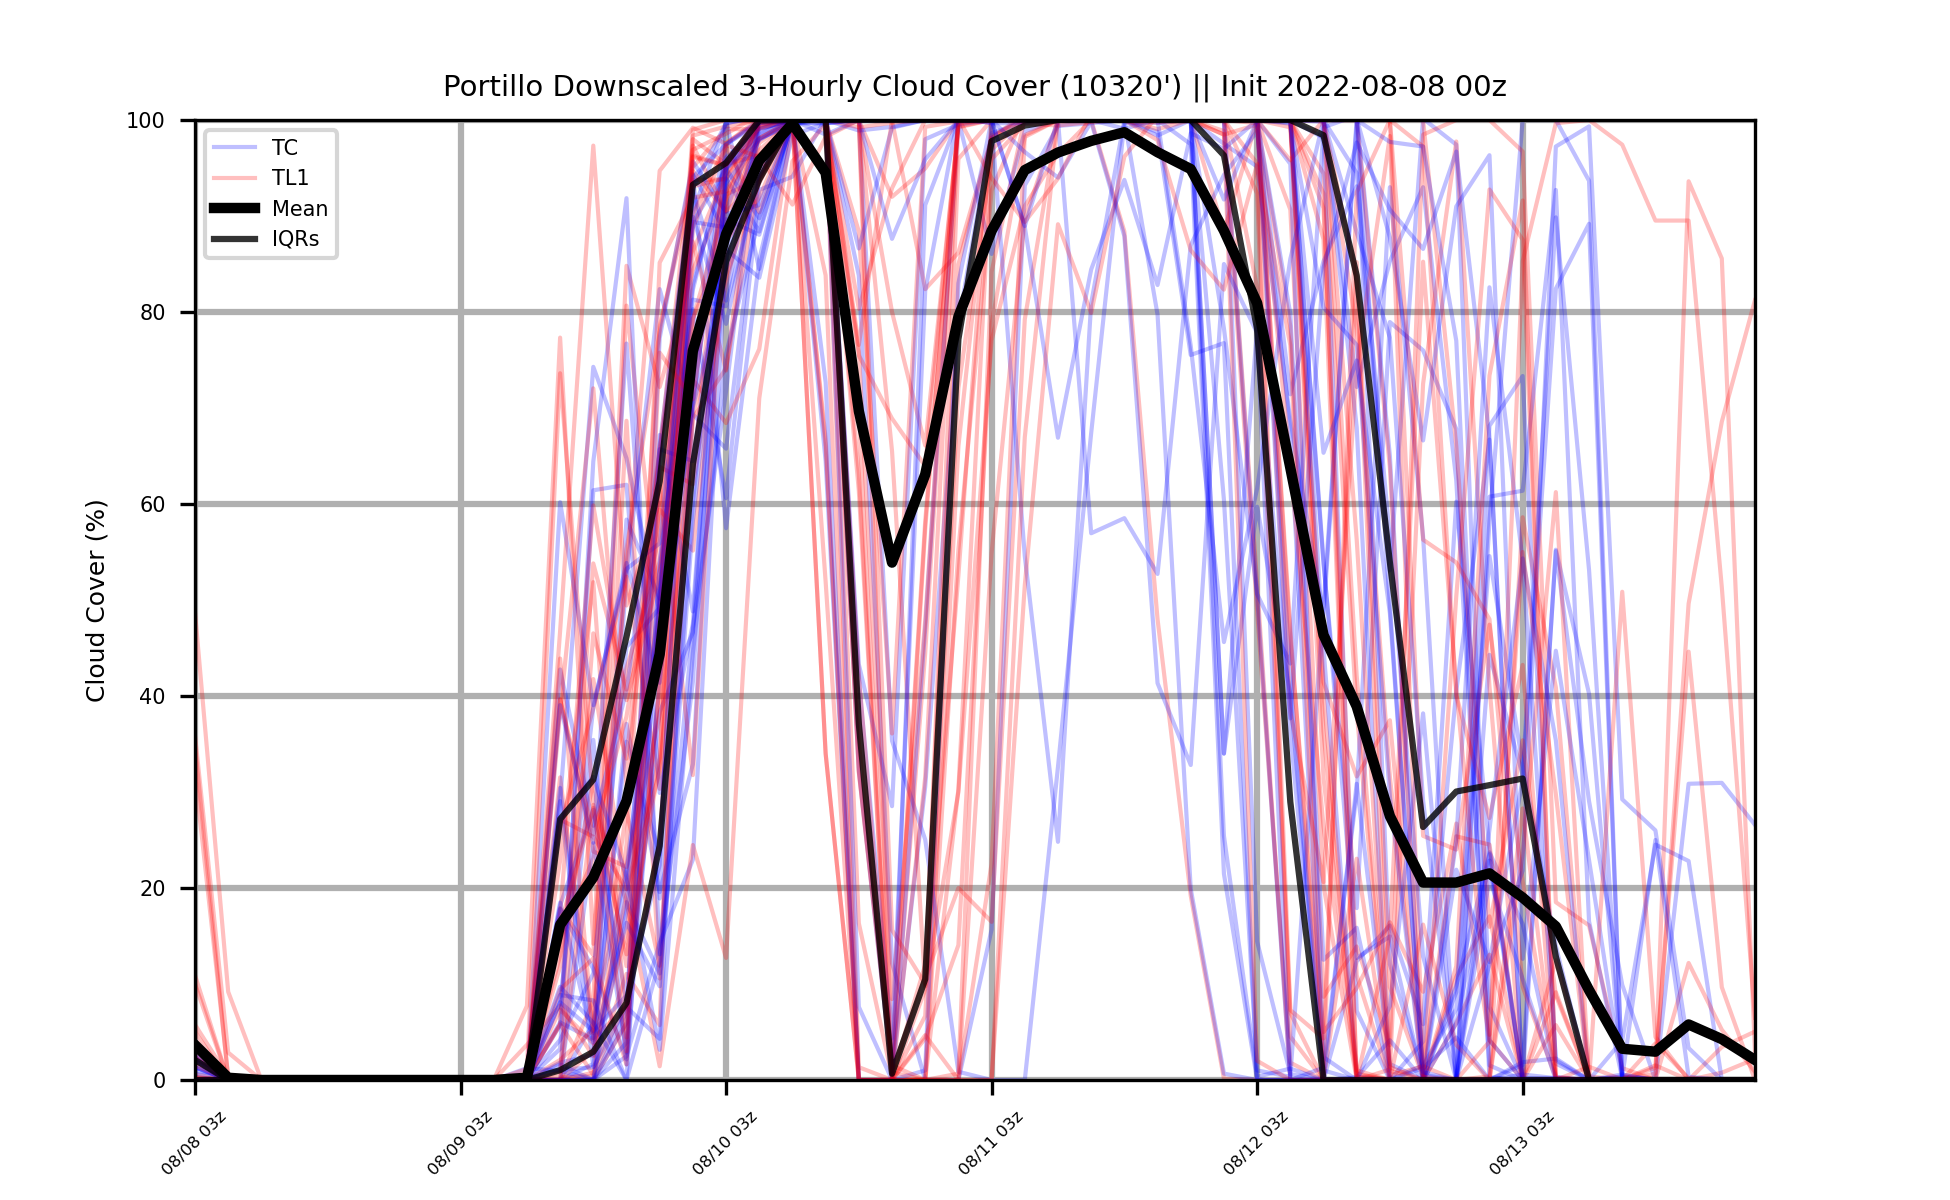 Portillo Downscaled 3-Hourly Cloud Cover (10320') || Init 2022-08-08 00z
TC
TL1
Mean
IQRs
Cloud Cover (%)
100
80
60
40
20
0
08/08 03z
08/09 03z
08/10 03z
08/11 03z
08/12 03z
08/13 03z